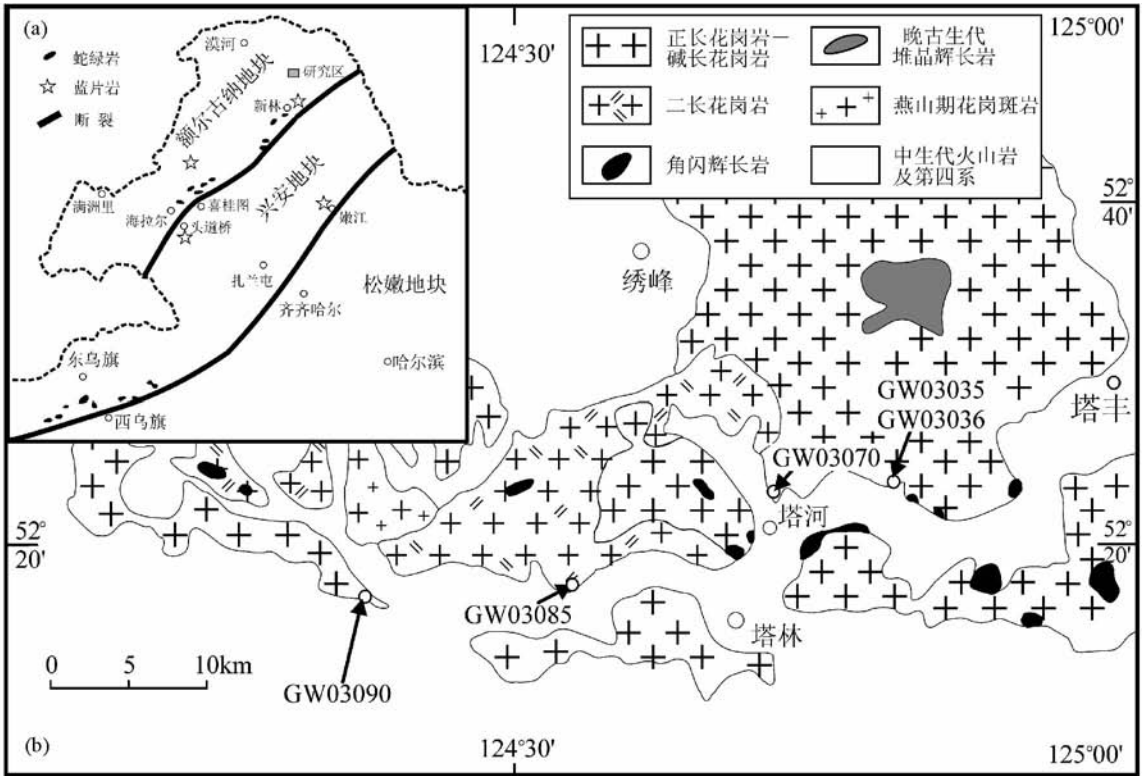 (a)
蛇绿岩
蓝片岩
断裂
漠河
研究区
新林
额尔古纳地块
满洲里
海拉尔
喜桂图
头道桥
兴安地块
嫩江
扎兰屯
齐齐哈尔
松嫩地块
哈尔滨
东乌旗
西乌旗
124°30'
125°00'
正长花岗岩－
碱长花岗岩
晚古生代
堆晶辉长岩
二长花岗岩
燕山期花岗斑岩
角闪辉长岩
中生代火山岩
及第四系
52°
40'
绣峰
塔丰
GW03035
GW03036
GW03070
塔河
52°
20'
52°
20'
GW03085
塔林
0 5 10km
GW03090
(b)
124°30'
125°00'